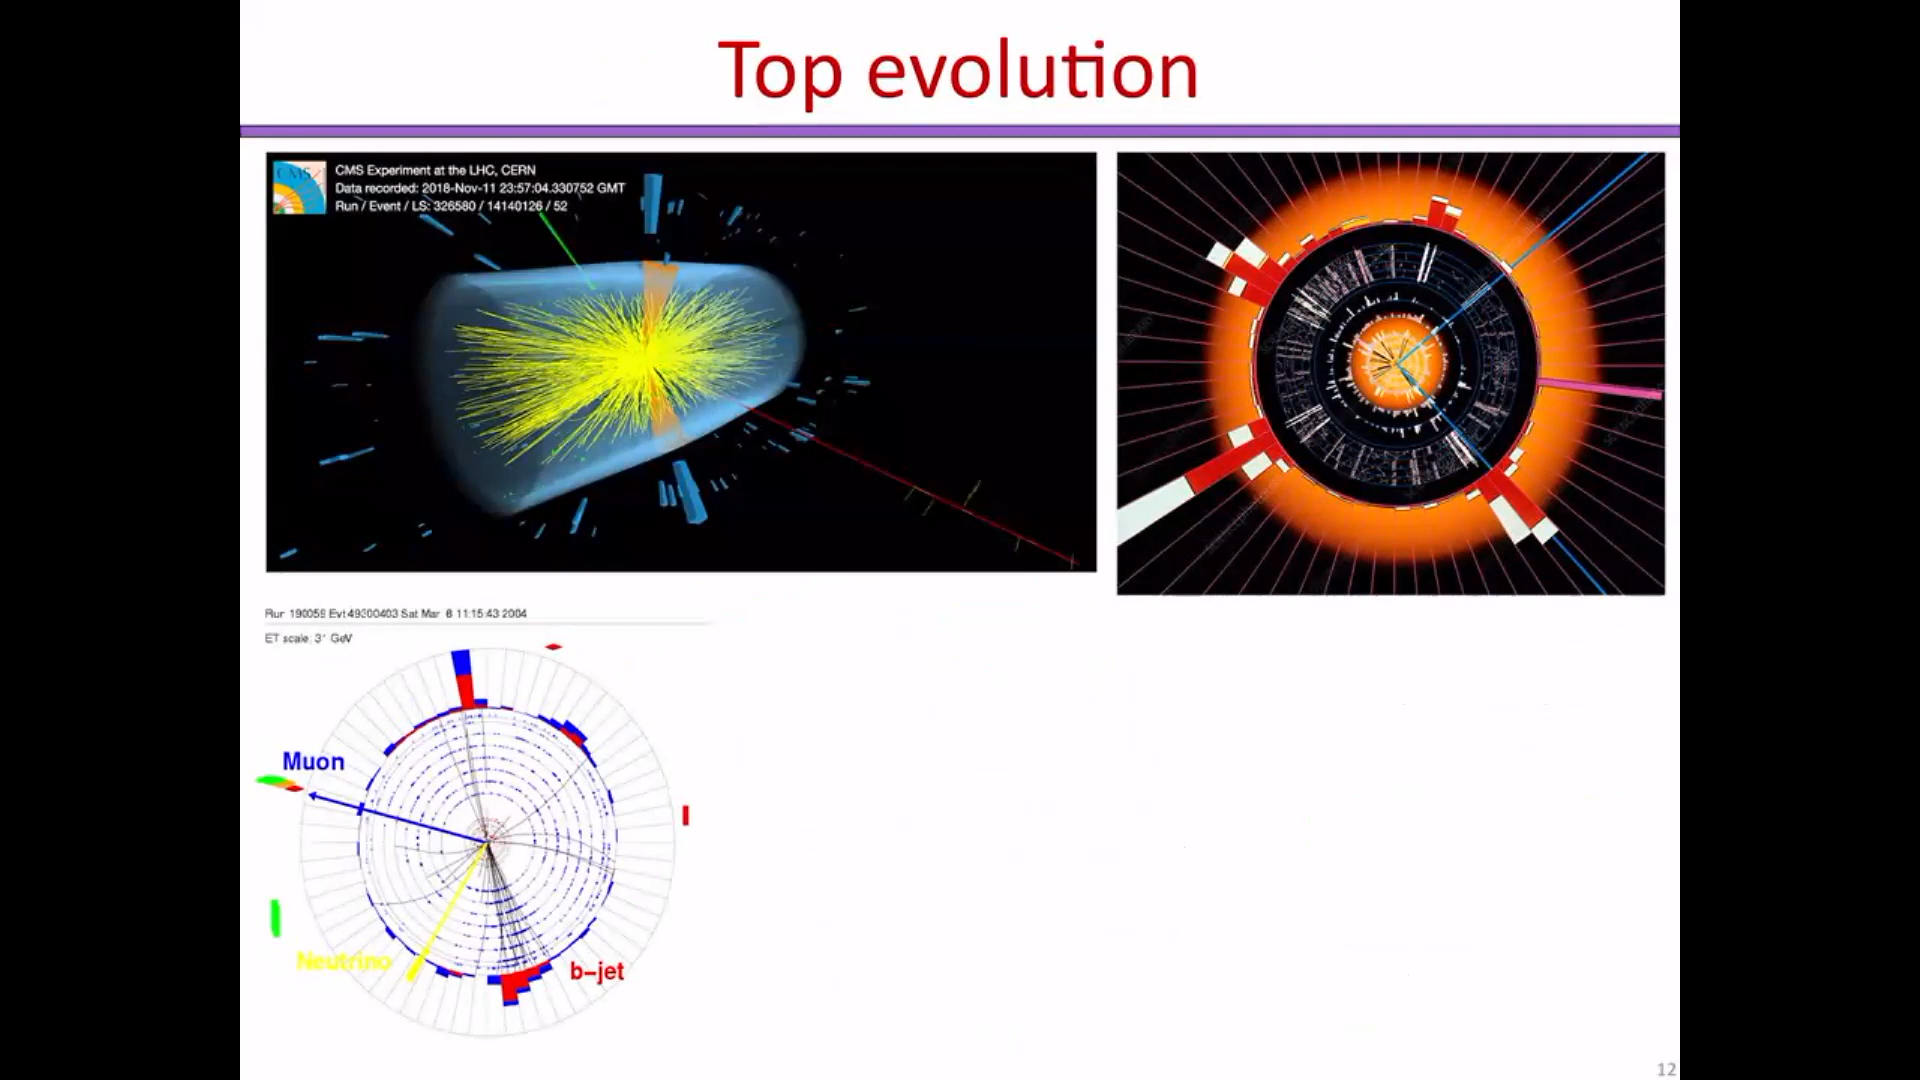 Top evolution
CMS
CMS Experiment at the LHC, CERN
Data recorded: 2018-Nov-11 23:57:04.330752 GMT
Run / Event / LS: 326580 / 14140126 / 52
Run 190059 Evt 49300403 Sat Mar 6 11:15:43 2004
ET scale: 31 GeV
Muon
Neutrino
b-jet
12